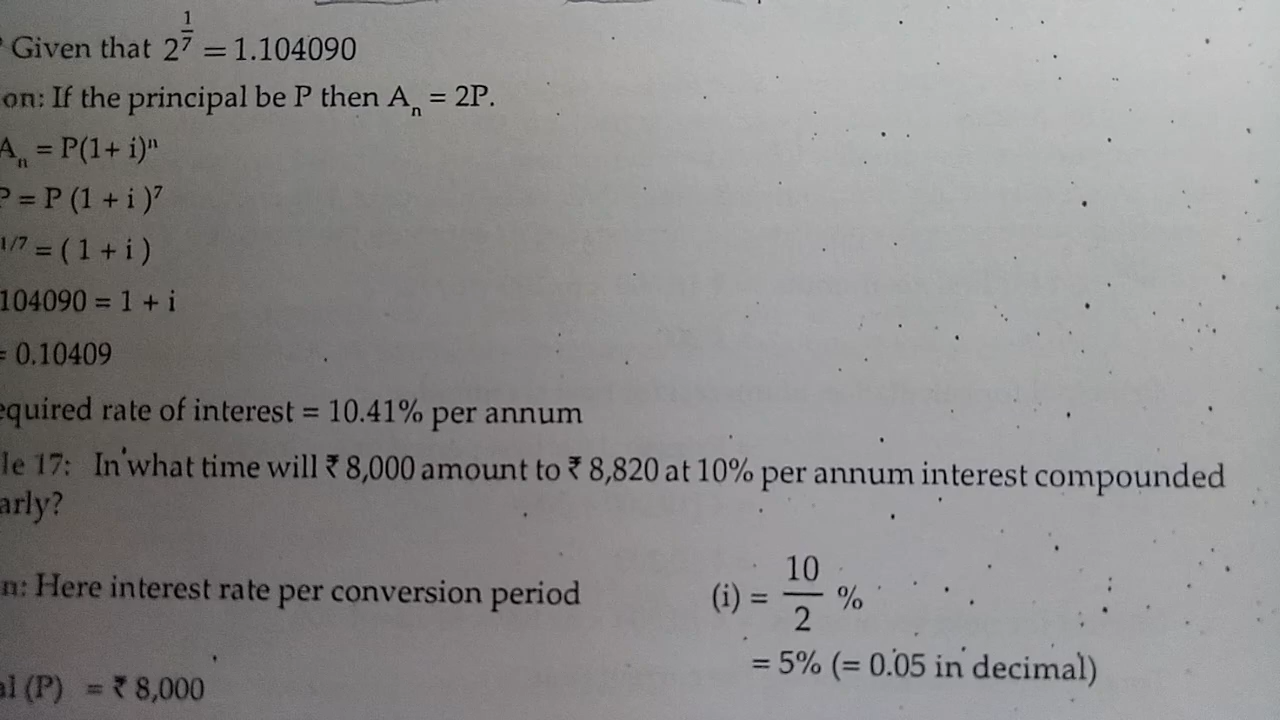 Given that 2^{1/7} = 1.104090
on: If the principal be P then A_n = 2P.
A_n = P(1+ i)^n
P = P (1 + i )^7
1/7 = ( 1 + i )
104090 = 1 + i
= 0.10409
equired rate of interest = 10.41% per annum
le 17: In what time will ₹ 8,000 amount to ₹ 8,820 at 10% per annum interest compounded
arly?
n: Here interest rate per conversion period (i) = 10/2 %
= 5% (= 0.05 in decimal)
al (P) = ₹ 8,000